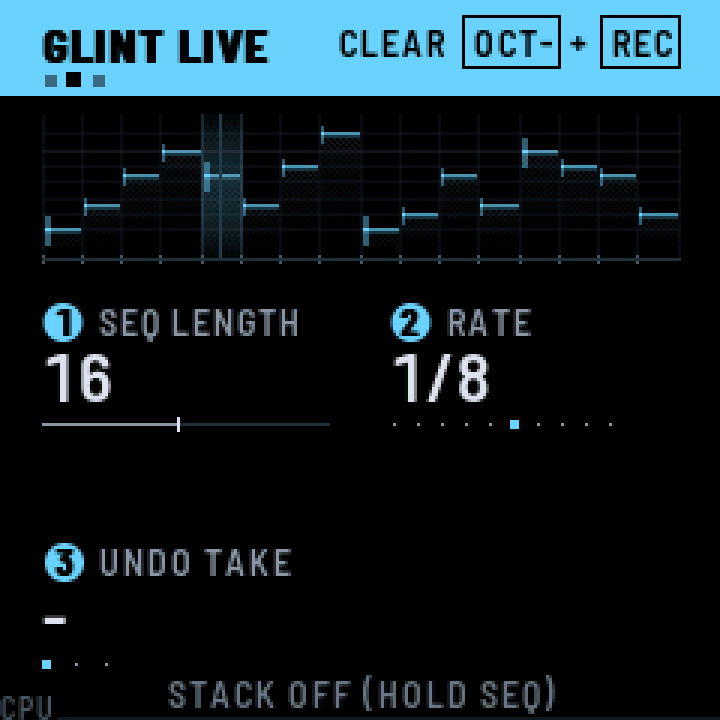 GLINT LIVE CLEAR OCT- + REC
1 SEQ LENGTH 2 RATE
16 1/8
3 UNDO TAKE
–
STACK OFF (HOLD SEQ)
CPU